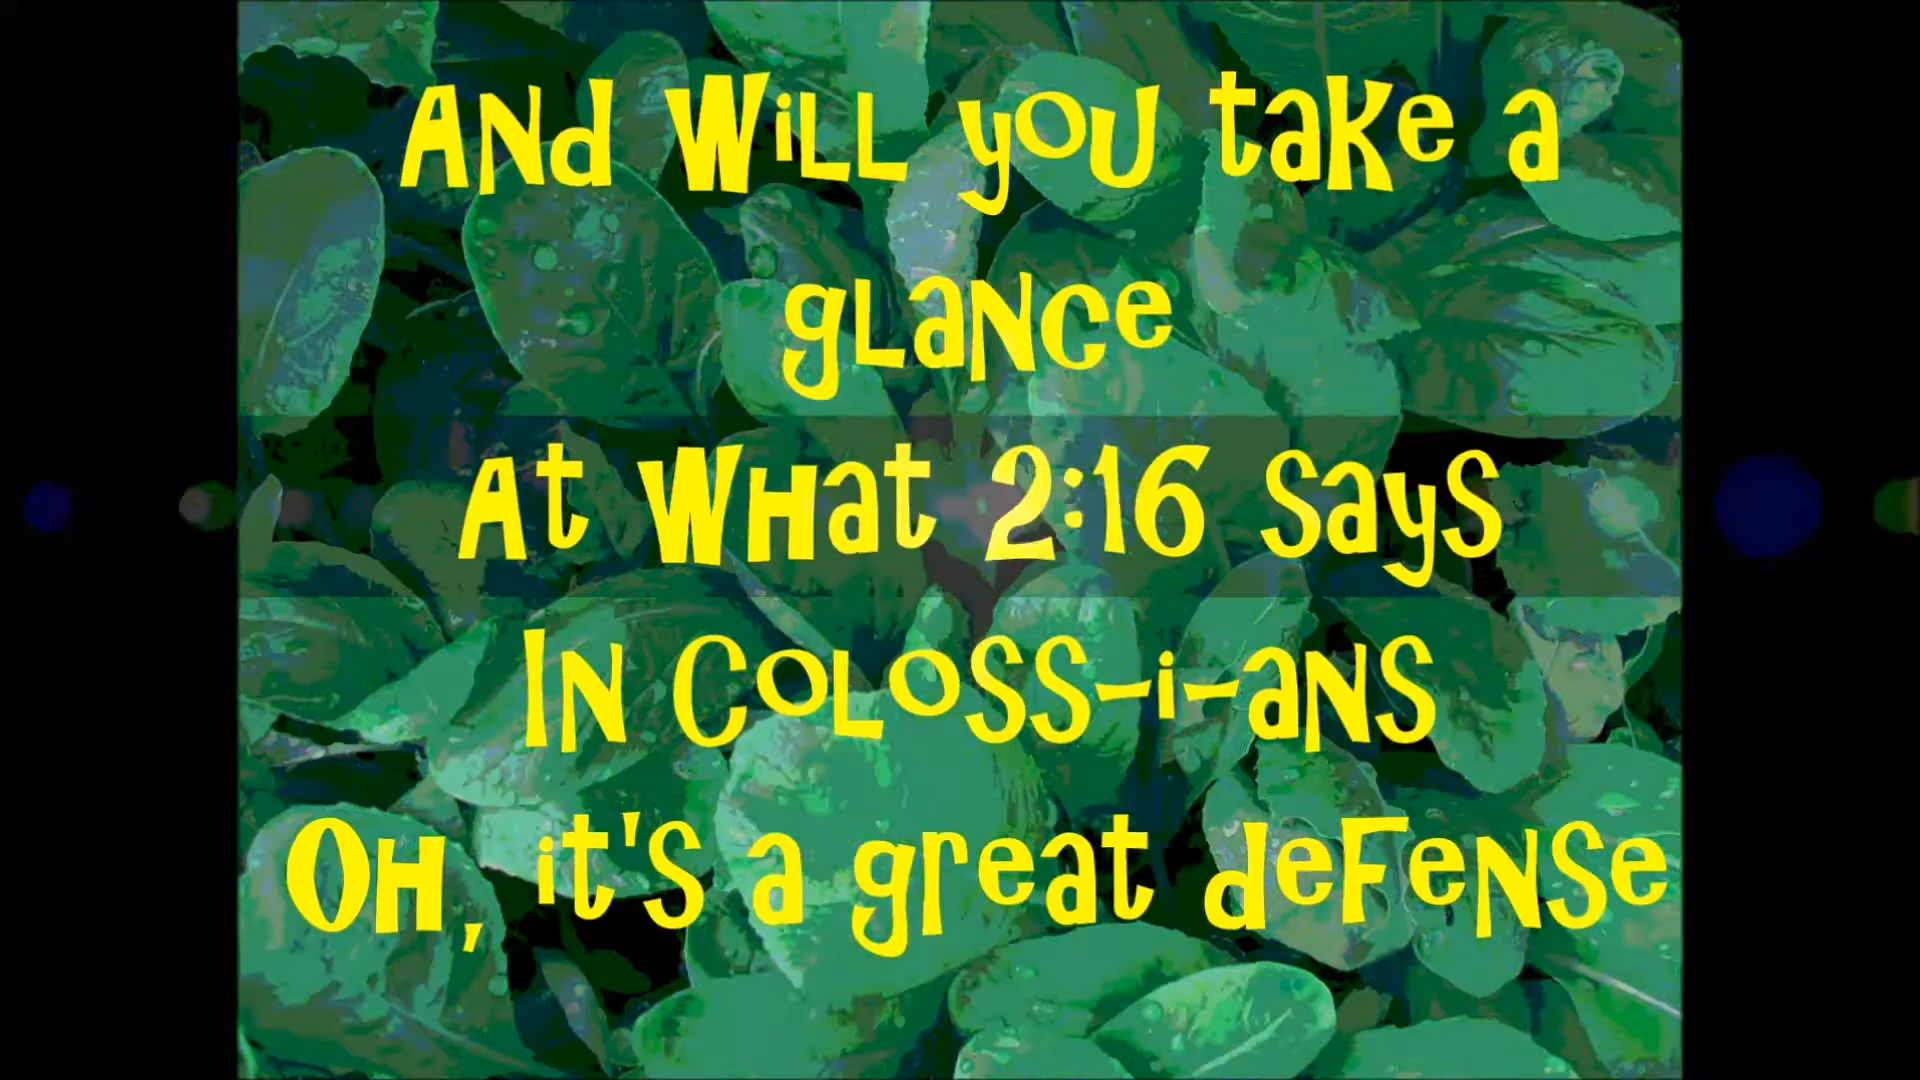 And will you take a
glance
At what 2:16 says
In Coloss-i-ans
Oh, it's a great defense